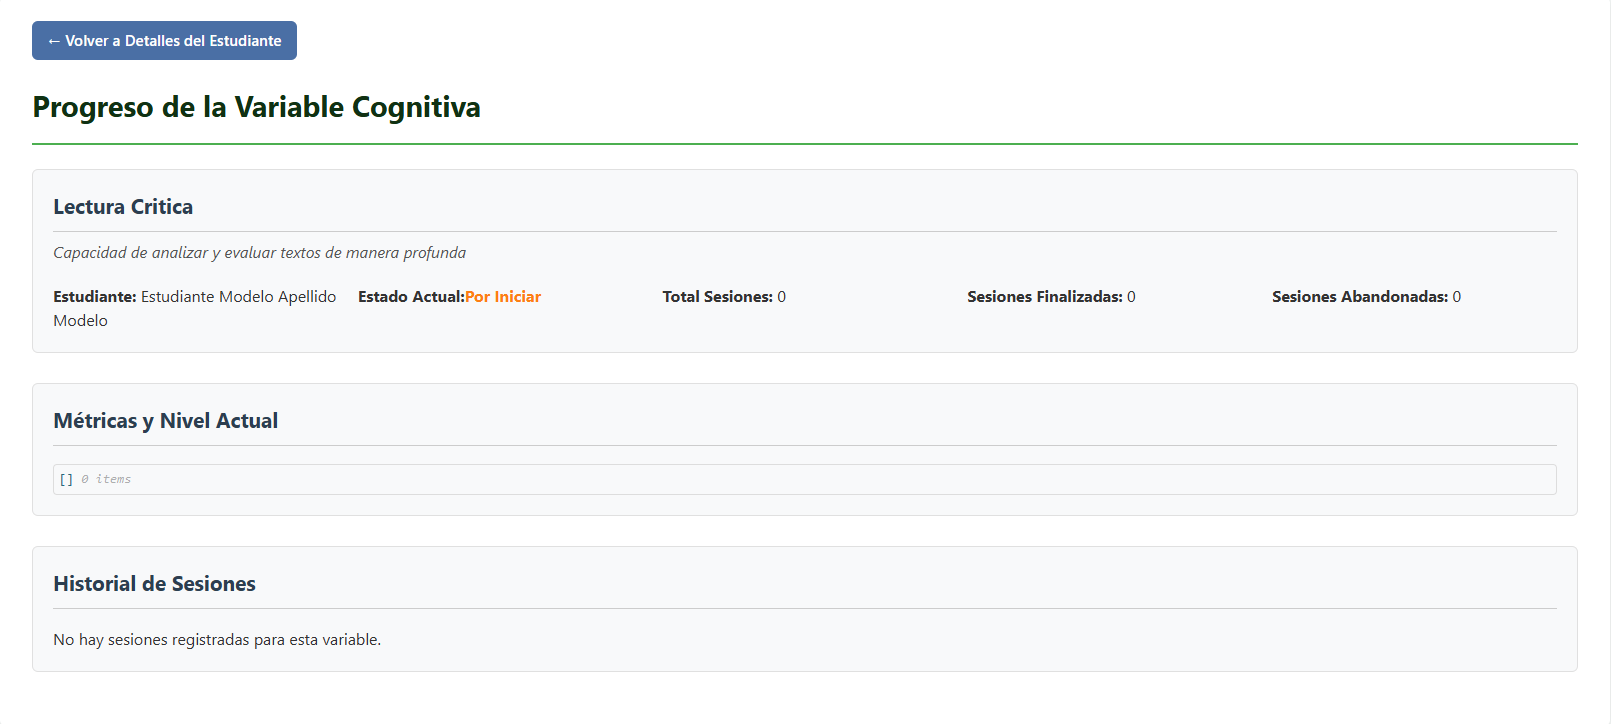 ← Volver a Detalles del Estudiante
Progreso de la Variable Cognitiva
Lectura Critica
Capacidad de analizar y evaluar textos de manera profunda
Estudiante: Estudiante Modelo Apellido Modelo
Estado Actual:Por Iniciar
Total Sesiones: 0
Sesiones Finalizadas: 0
Sesiones Abandonadas: 0
Métricas y Nivel Actual
[] 0 items
Historial de Sesiones
No hay sesiones registradas para esta variable.